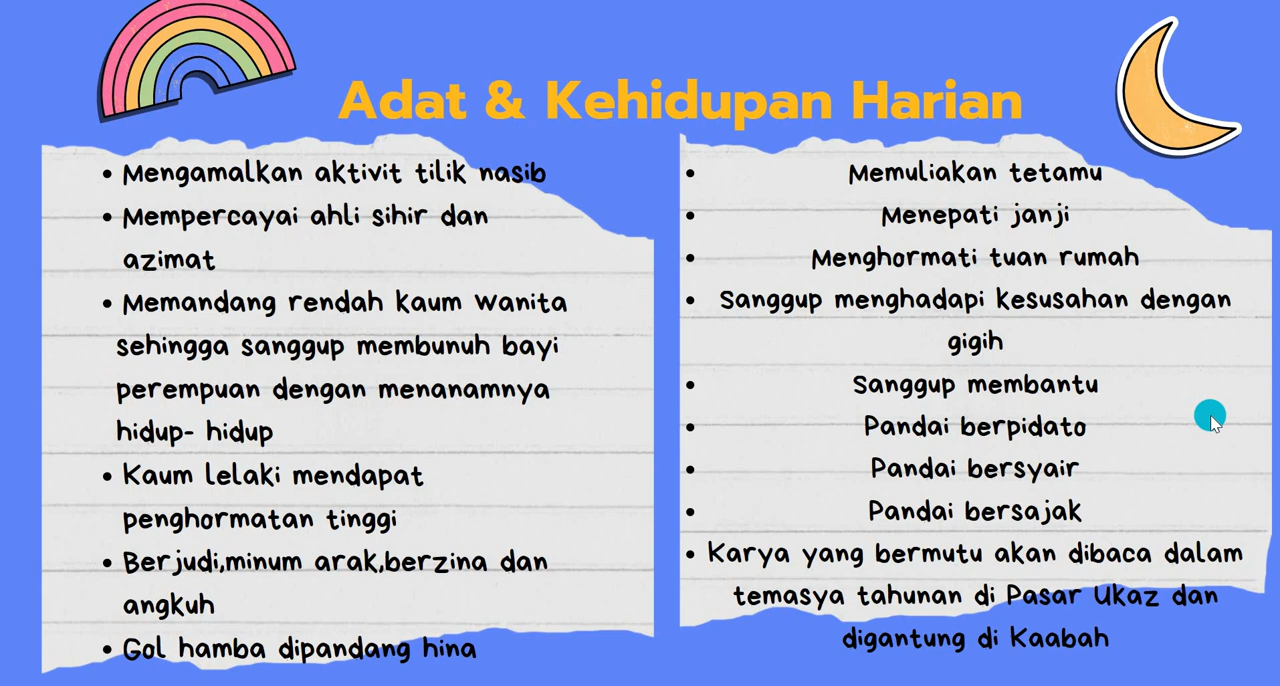 Adat & Kehidupan Harian
• Mengamalkan aktivit tilik nasib
• Mempercayai ahli sihir dan
azimat
• Memandang rendah kaum wanita
sehingga sanggup membunuh bayi
perempuan dengan menanamnya
hidup- hidup
• Kaum lelaki mendapat
penghormatan tinggi
• Berjudi,minum arak,berzina dan
angkuh
• Gol hamba dipandang hina
• Memuliakan tetamu
• Menepati janji
• Menghormati tuan rumah
• Sanggup menghadapi kesusahan dengan
gigih
• Sanggup membantu
• Pandai berpidato
• Pandai bersyair
• Pandai bersajak
• Karya yang bermutu akan dibaca dalam
temasya tahunan di Pasar Ukaz dan
digantung di Kaabah